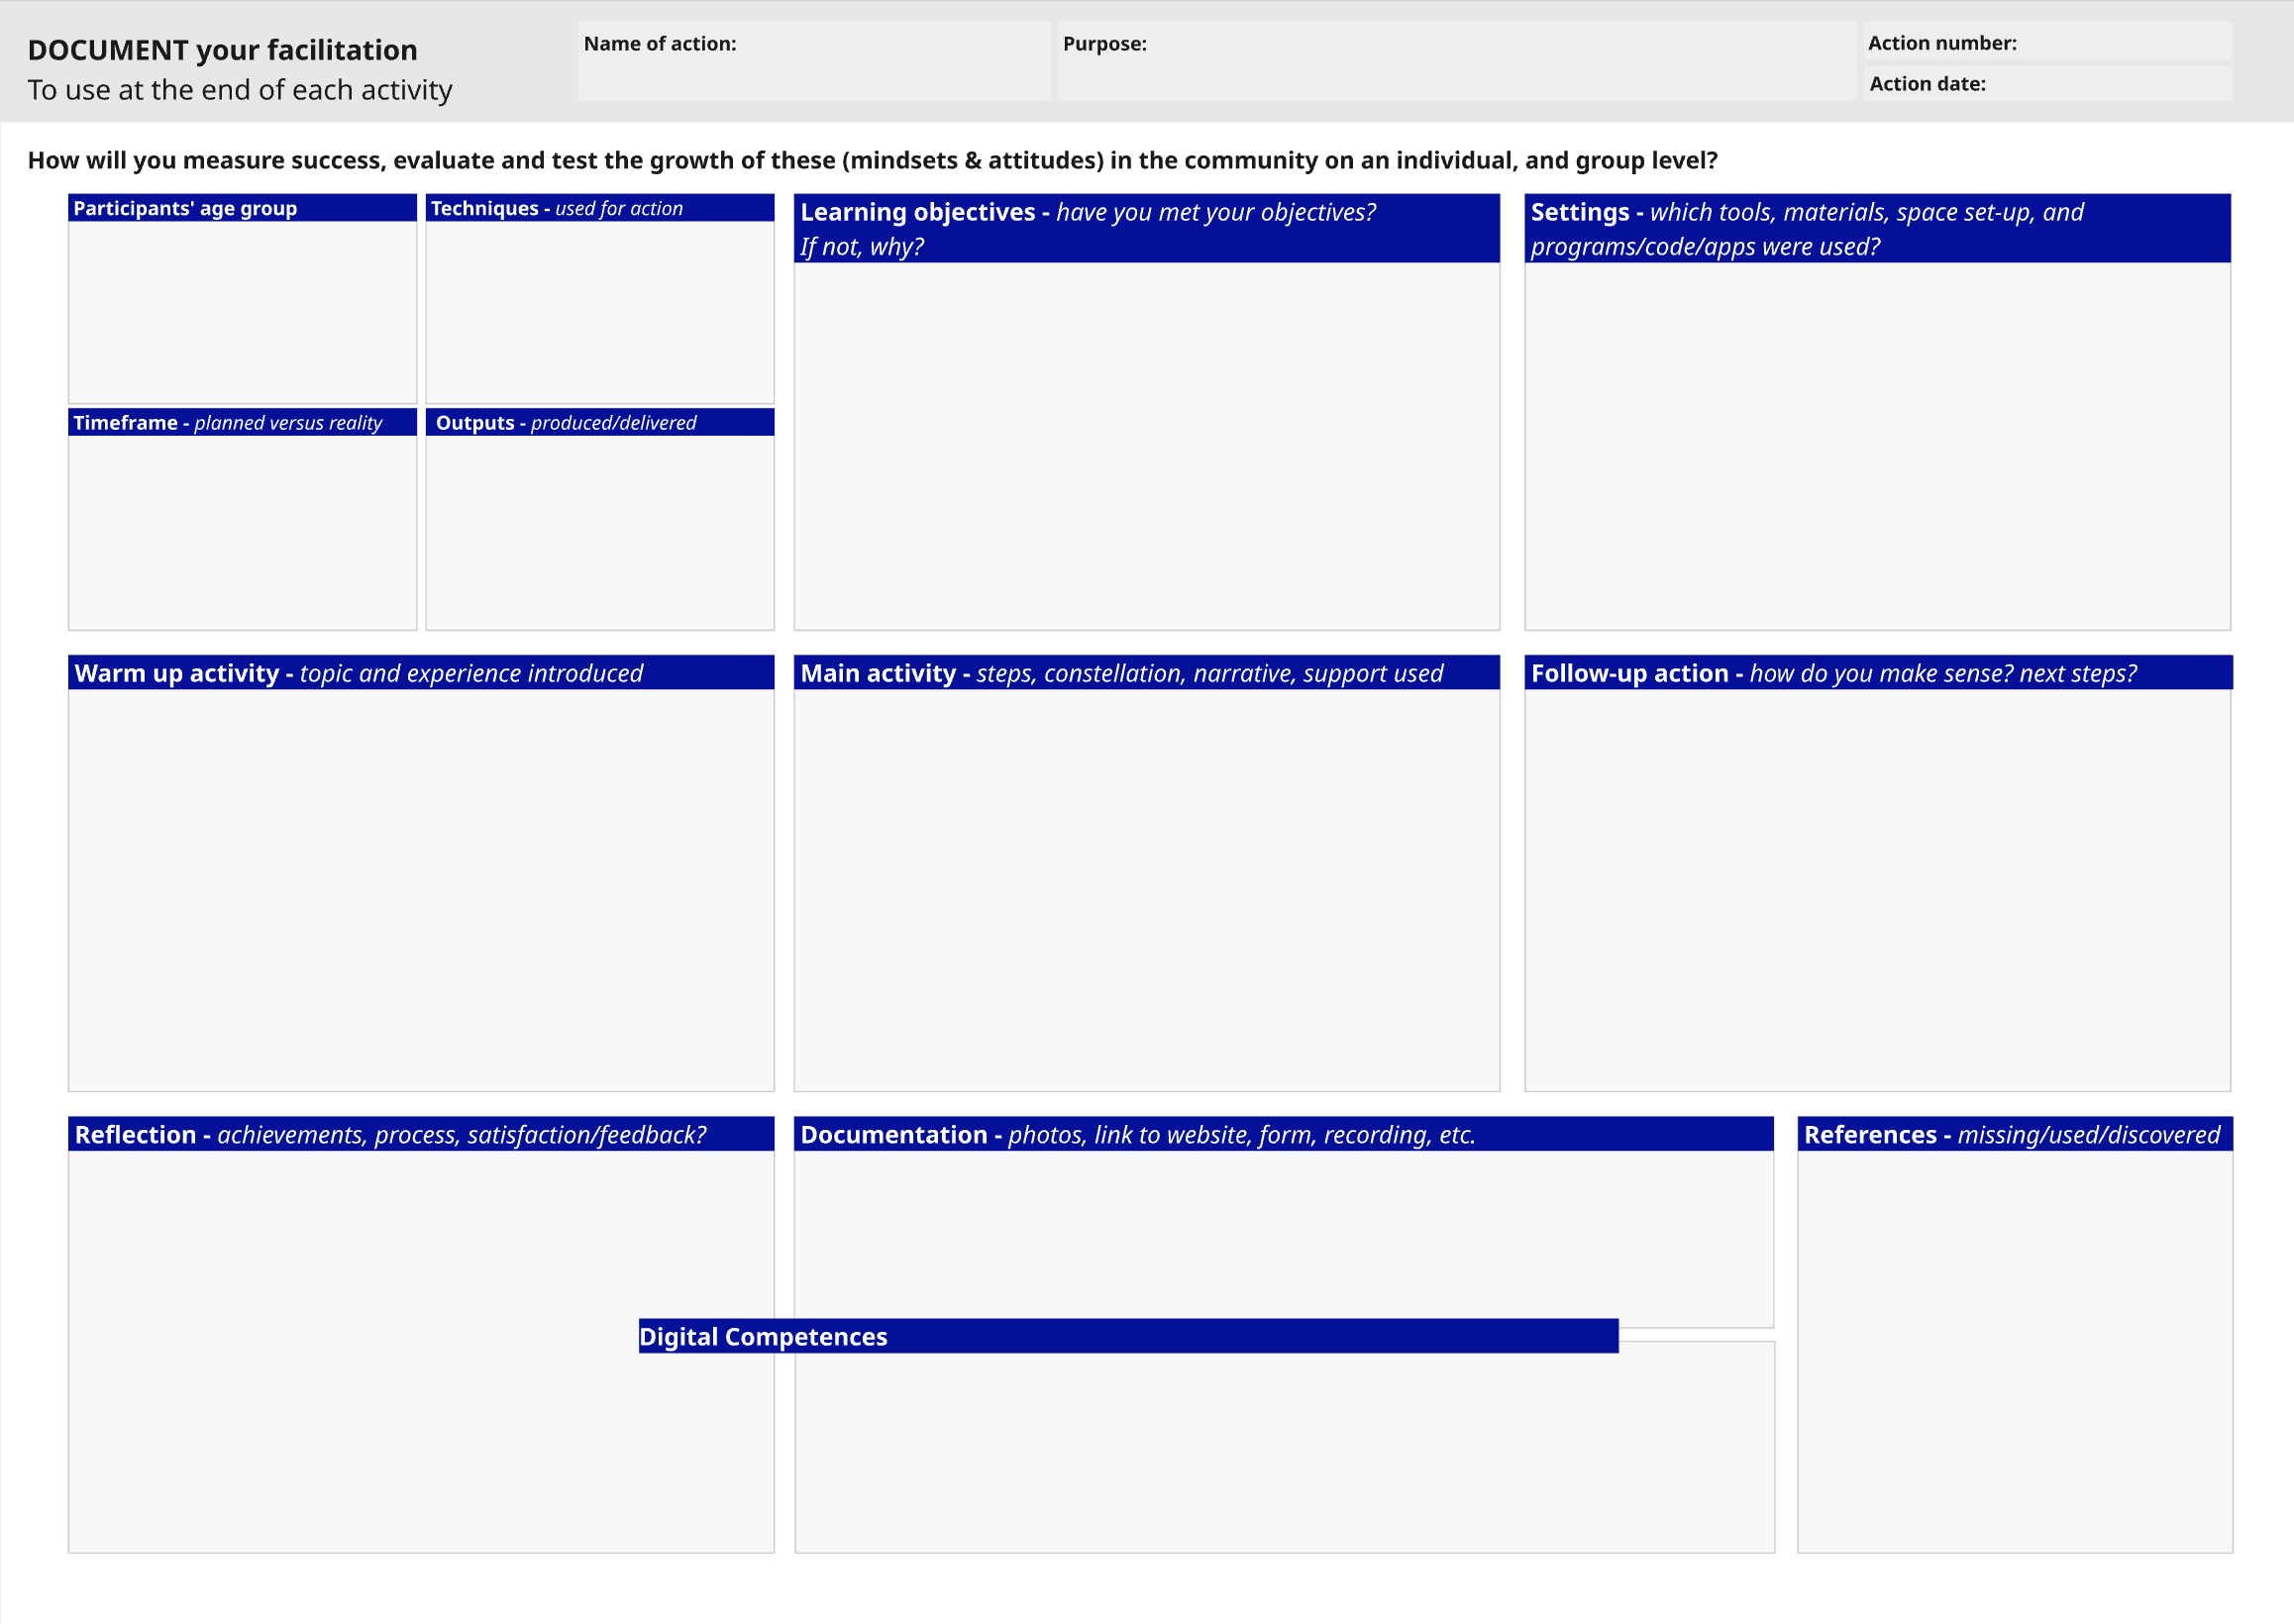 DOCUMENT your facilitation
To use at the end of each activity
Name of action:
Purpose:
Action number:
Action date:
How will you measure success, evaluate and test the growth of these (mindsets & attitudes) in the community on an individual, and group level?
Participants' age group
Techniques - used for action
Timeframe - planned versus reality
Outputs - produced/delivered
Learning objectives - have you met your objectives?
If not, why?
Settings - which tools, materials, space set-up, and
programs/code/apps were used?
Warm up activity - topic and experience introduced
Main activity - steps, constellation, narrative, support used
Follow-up action - how do you make sense? next steps?
Reflection - achievements, process, satisfaction/feedback?
Documentation - photos, link to website, form, recording, etc.
Digital Competences
References - missing/used/discovered